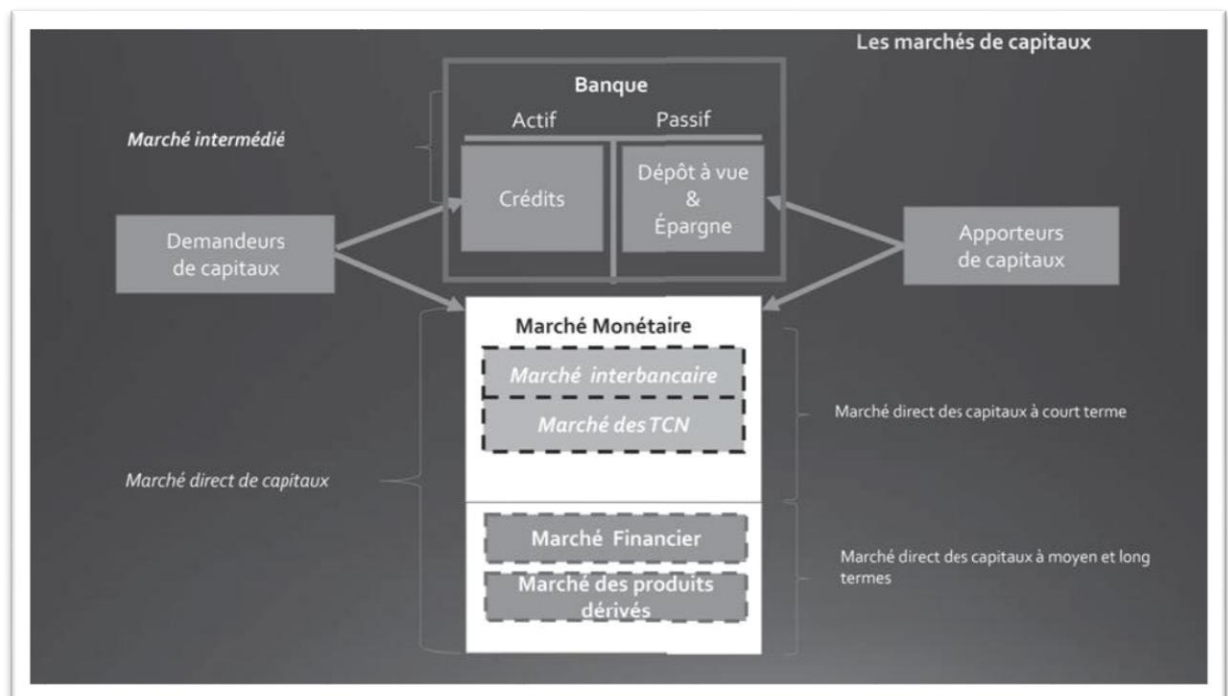 Les marchés de capitaux
Banque
Actif
Passif
Marché intermédié
Crédits
Dépôt à vue
&
Épargne
Demandeurs
de capitaux
Apporteurs
de capitaux
Marché Monétaire
Marché interbancaire
Marché des TCN
Marché direct des capitaux à court terme
Marché direct de capitaux
Marché Financier
Marché des produits
dérivés
Marché direct des capitaux à moyen et long
termes